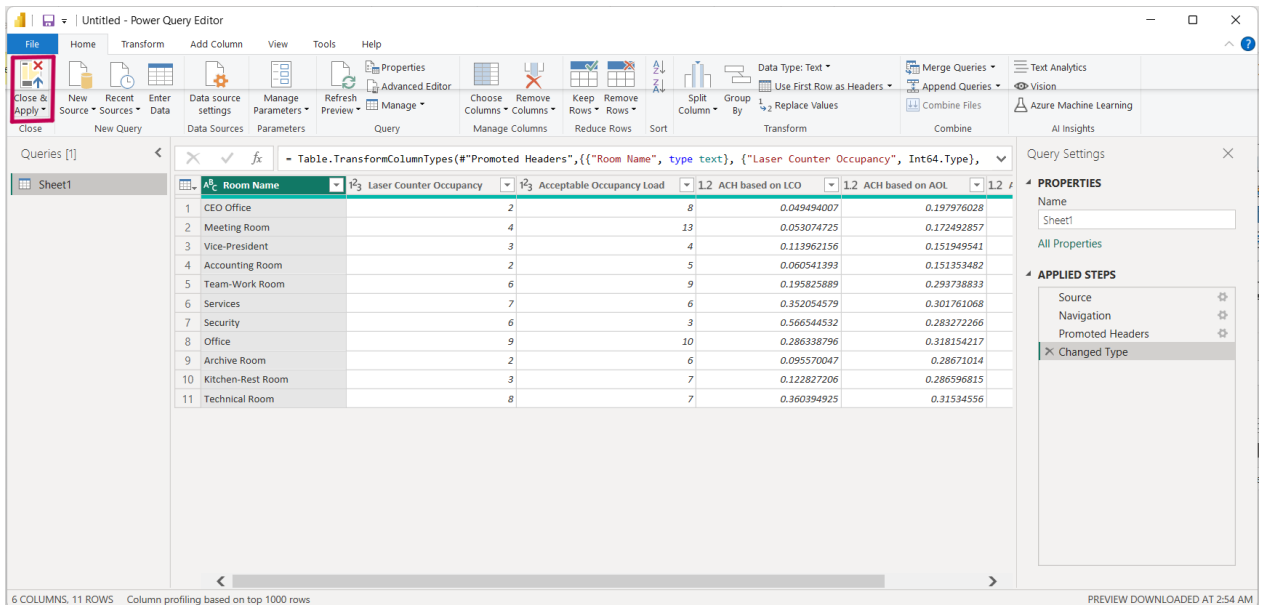 Untitled - Power Query Editor
File Home Transform Add Column View Tools Help
Close & Apply
New Source
Recent Sources
Enter Data
Data source settings
Manage Parameters
Refresh Preview
Properties
Advanced Editor
Manage
Choose Columns
Remove Columns
Keep Rows
Remove Rows
Split Column
Group By
Data Type: Text
Use First Row as Headers
Replace Values
Merge Queries
Append Queries
Combine Files
Text Analytics
Vision
Azure Machine Learning
Close New Query Data Sources Parameters Query Manage Columns Reduce Rows Sort Transform Combine AI Insights
Queries [1]
Sheet1
= Table.TransformColumnTypes(#"Promoted Headers",{{"Room Name", type text}, {"Laser Counter Occupancy", Int64.Type},
Room Name Laser Counter Occupancy Acceptable Occupancy Load 1.2 ACH based on LCO 1.2 ACH based on AOL 1.2
1 CEO Office 2 8 0.049494007 0.197976028
2 Meeting Room 4 13 0.053074725 0.172492857
3 Vice-President 3 4 0.113962156 0.151949541
4 Accounting Room 2 5 0.060541393 0.151353482
5 Team-Work Room 6 9 0.195825889 0.293738833
6 Services 7 6 0.352054579 0.301761068
7 Security 6 3 0.566544532 0.283272266
8 Office 9 10 0.286338796 0.318154217
9 Archive Room 2 6 0.095570047 0.28671014
10 Kitchen-Rest Room 3 7 0.122827206 0.286596815
11 Technical Room 8 7 0.360394925 0.31534556
Query Settings
PROPERTIES
Name
Sheet1
All Properties
APPLIED STEPS
Source
Navigation
Promoted Headers
Changed Type
6 COLUMNS, 11 ROWS Column profiling based on top 1000 rows
PREVIEW DOWNLOADED AT 2:54 AM